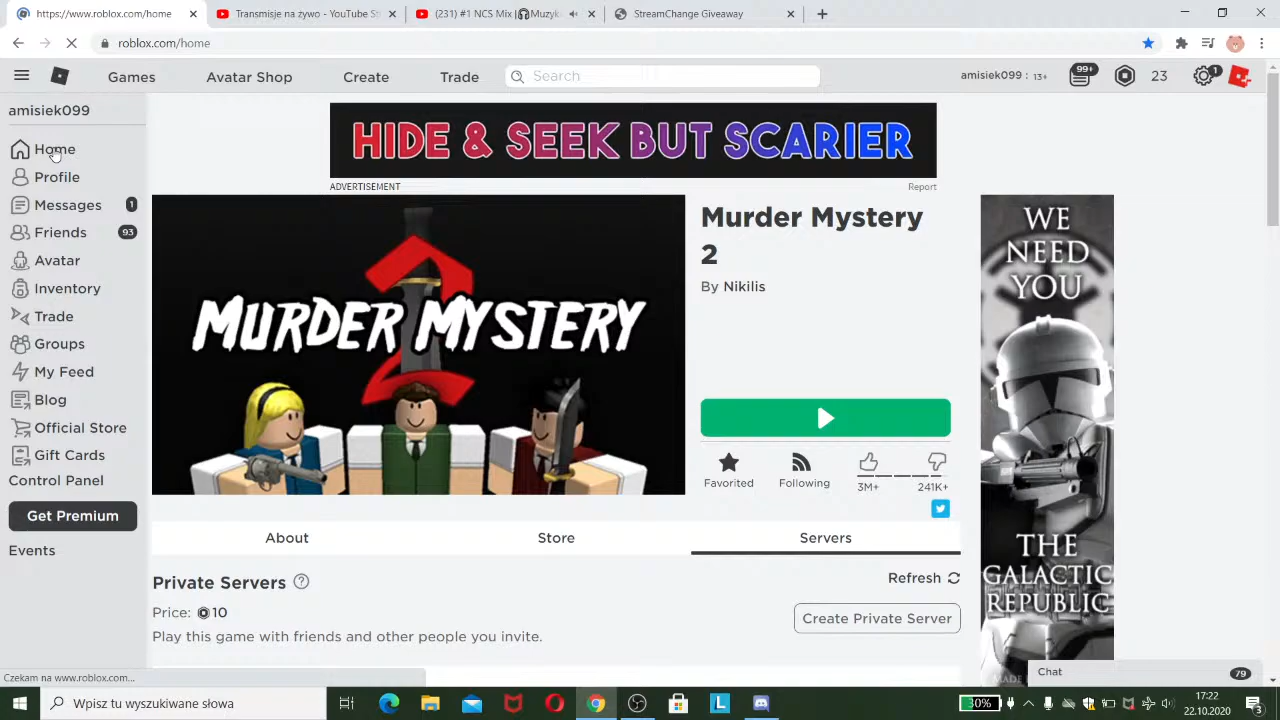 https://www.roblox.com/home
Transmisje na żywo - YouTube St
(231) #1 NCS Mix | 🎧Muzyk
StreamChange Giveaway
roblox.com/home
Games
Avatar Shop
Create
Trade
Search
amisiek099 : 13+
99+
23
1
amisiek099
Home
Profile
Messages 1
Friends 93
Avatar
Inventory
Trade
Groups
My Feed
Blog
Official Store
Gift Cards
Control Panel
Get Premium
Events
HIDE & SEEK BUT SCARIER
ADVERTISEMENT
Report
MURDER MYSTERY
2
Murder Mystery
2
By Nikilis
Favorited
Following
3M+
241K+
About
Store
Servers
Private Servers ?
Refresh
Price: 10
Create Private Server
Play this game with friends and other people you invite.
WE
NEED
YOU
THE
GALACTIC
REPUBLIC
Chat 79
Czekam na www.roblox.com...
Wpisz tu wyszukiwane słowa
L
30%
17:22
22.10.2020
3